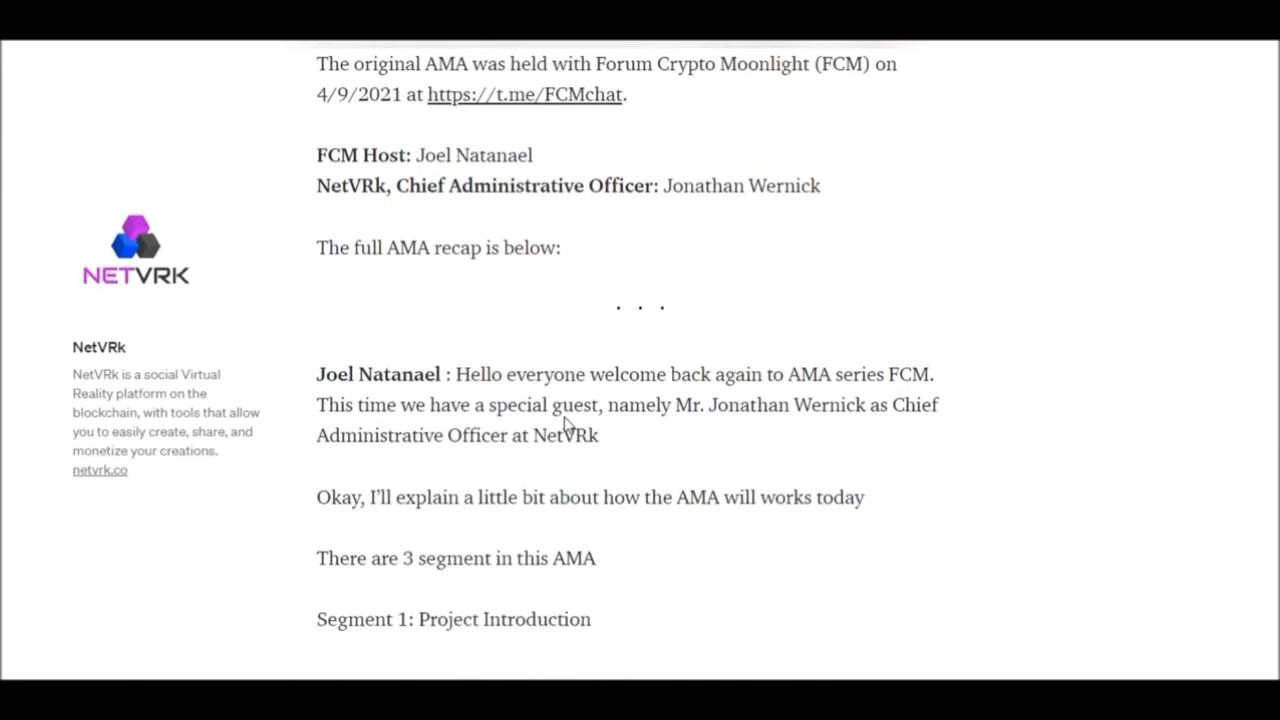 The original AMA was held with Forum Crypto Moonlight (FCM) on
4/9/2021 at https://t.me/FCMchat.
FCM Host: Joel Natanael
NetVRk, Chief Administrative Officer: Jonathan Wernick
The full AMA recap is below:
. . .
NETVRK
NetVRk
NetVRk is a social Virtual
Reality platform on the
blockchain, with tools that allow
you to easily create, share, and
monetize your creations.
netvrk.co
Joel Natanael : Hello everyone welcome back again to AMA series FCM.
This time we have a special guest, namely Mr. Jonathan Wernick as Chief
Administrative Officer at NetVRk
Okay, I’ll explain a little bit about how the AMA will works today
There are 3 segment in this AMA
Segment 1: Project Introduction